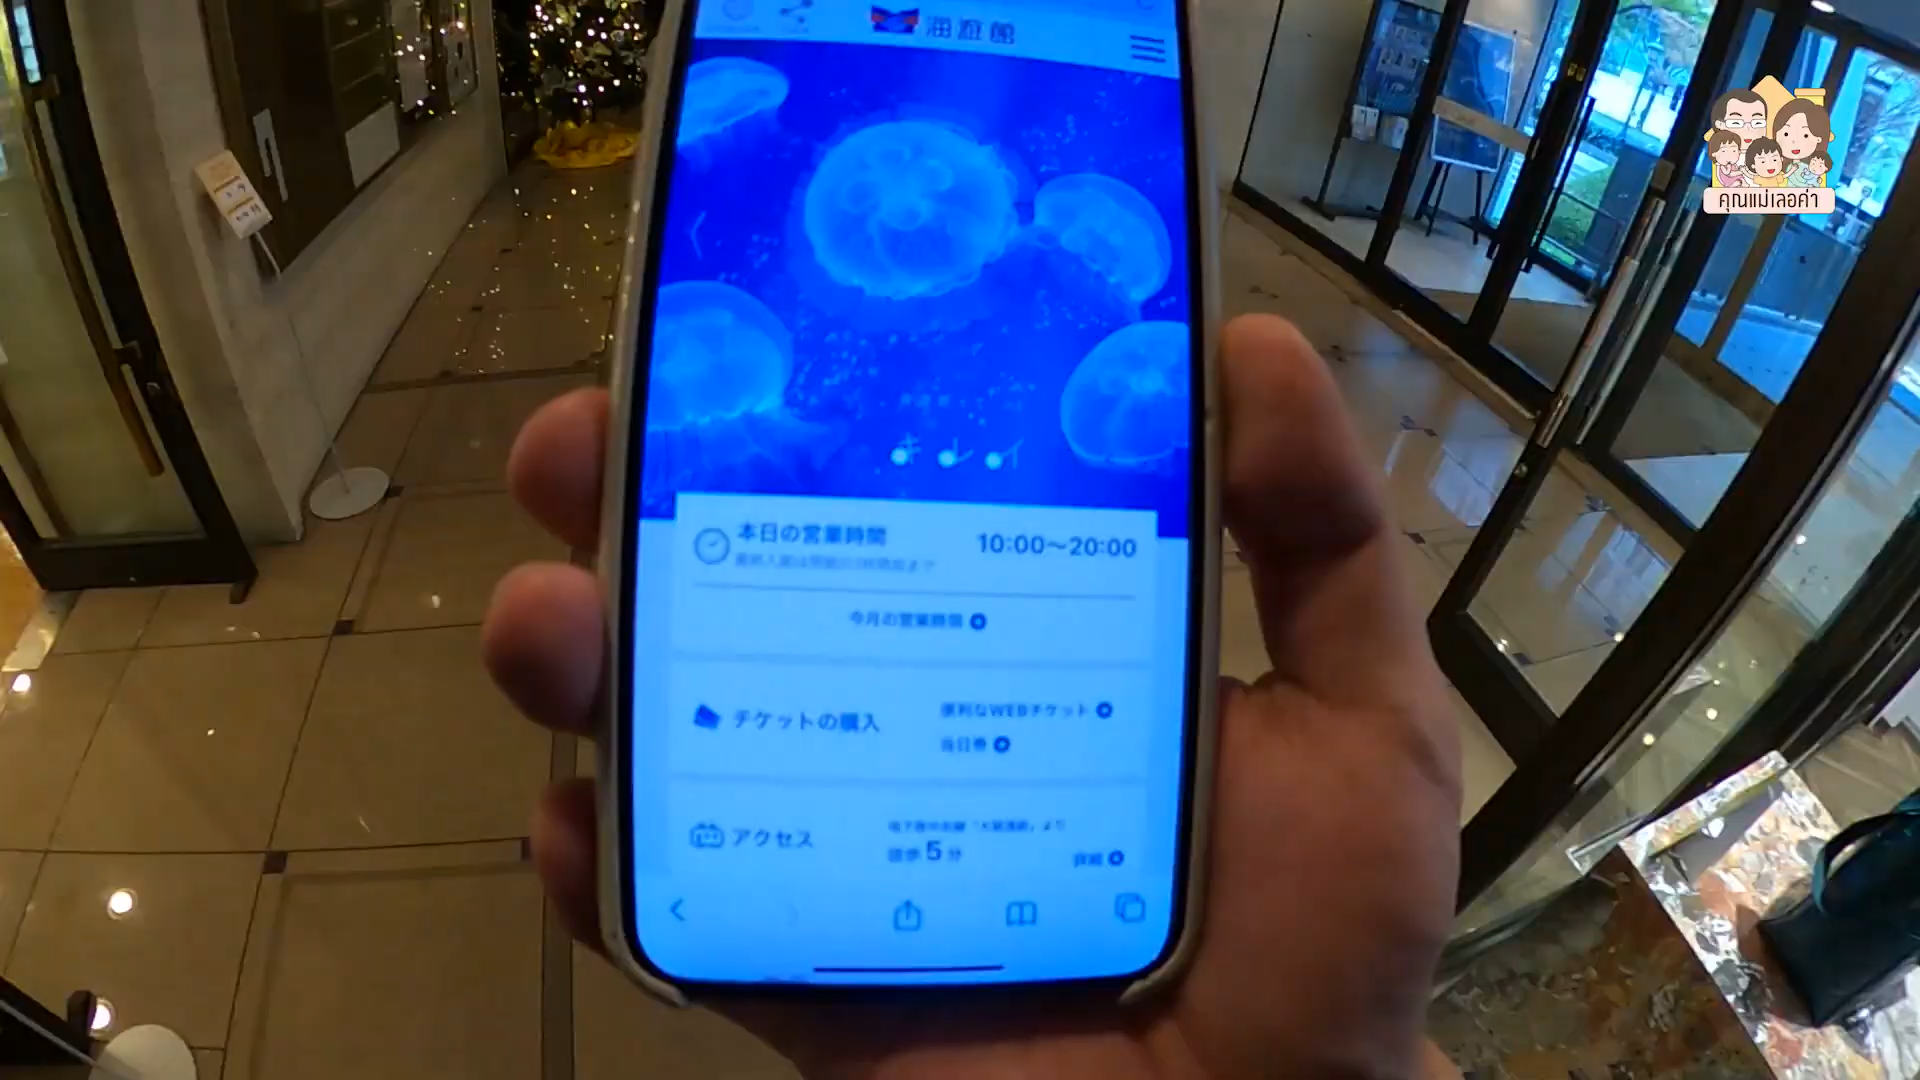 海遊館
キレイ
本日の営業時間
10:00～20:00
今月の営業時間
チケットの購入
便利なWEBチケット
当日券
アクセス
徒歩 5 分
詳細
คุณแม่เลอค่า